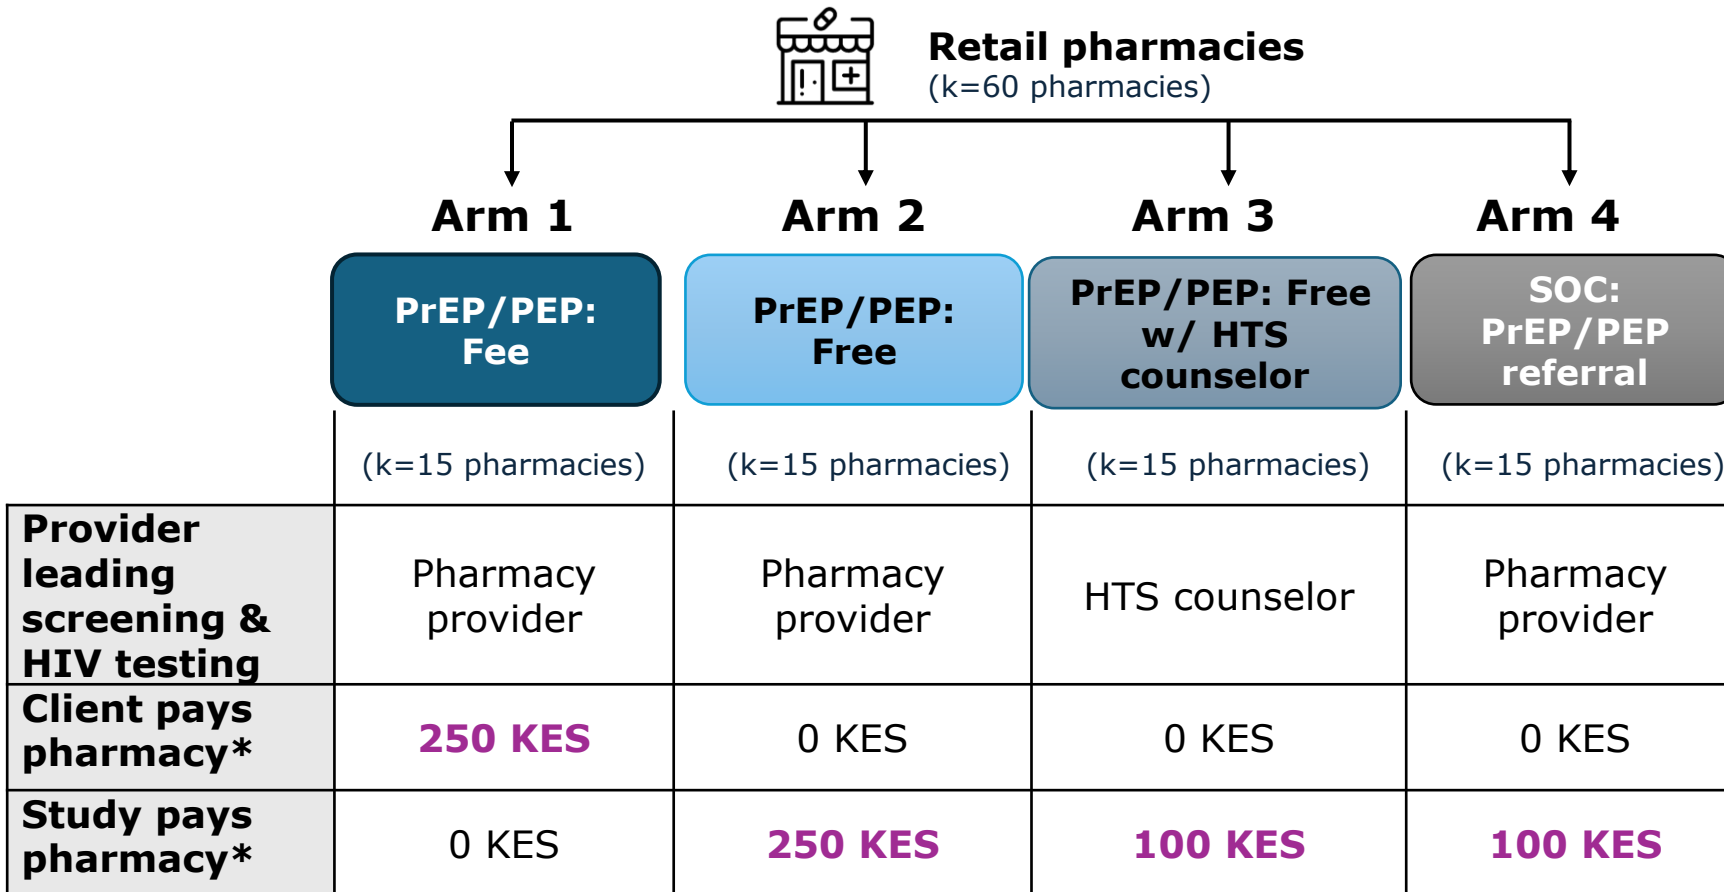 Retail pharmacies
(k=60 pharmacies)
Arm 1
Arm 2
Arm 3
Arm 4
PrEP/PEP:
Fee
PrEP/PEP:
Free
PrEP/PEP: Free
w/ HTS
counselor
SOC:
PrEP/PEP
referral
(k=15 pharmacies)
(k=15 pharmacies)
(k=15 pharmacies)
(k=15 pharmacies)
Provider
leading
screening &
HIV testing
Pharmacy
provider
Pharmacy
provider
HTS counselor
Pharmacy
provider
Client pays
pharmacy*
250 KES
0 KES
0 KES
0 KES
Study pays
pharmacy*
0 KES
250 KES
100 KES
100 KES